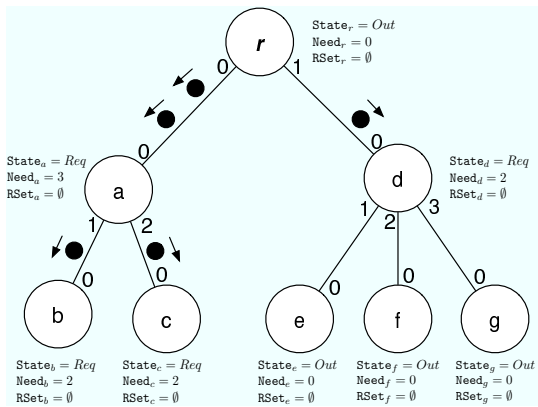 r
State_r = Out
Need_r = 0
RSet_r = ∅
0
1
0
0
State_a = Req
Need_a = 3
RSet_a = ∅
a
d
State_d = Req
Need_d = 2
RSet_d = ∅
1
2
1
2
3
0
0
0
0
0
b
c
e
f
g
State_b = Req
Need_b = 2
RSet_b = ∅
State_c = Req
Need_c = 2
RSet_c = ∅
State_e = Out
Need_e = 0
RSet_e = ∅
State_f = Out
Need_f = 0
RSet_f = ∅
State_g = Out
Need_g = 0
RSet_g = ∅